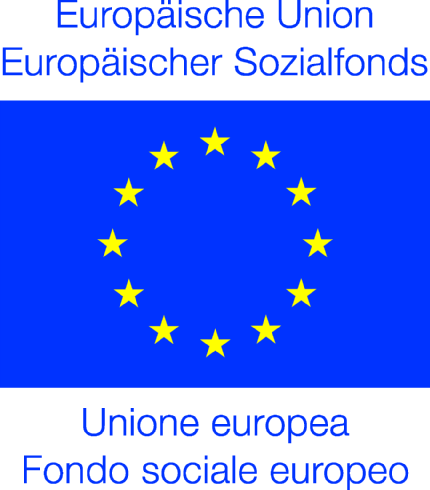 Europäische Union
Europäischer Sozialfonds
Unione europea
Fondo sociale europeo